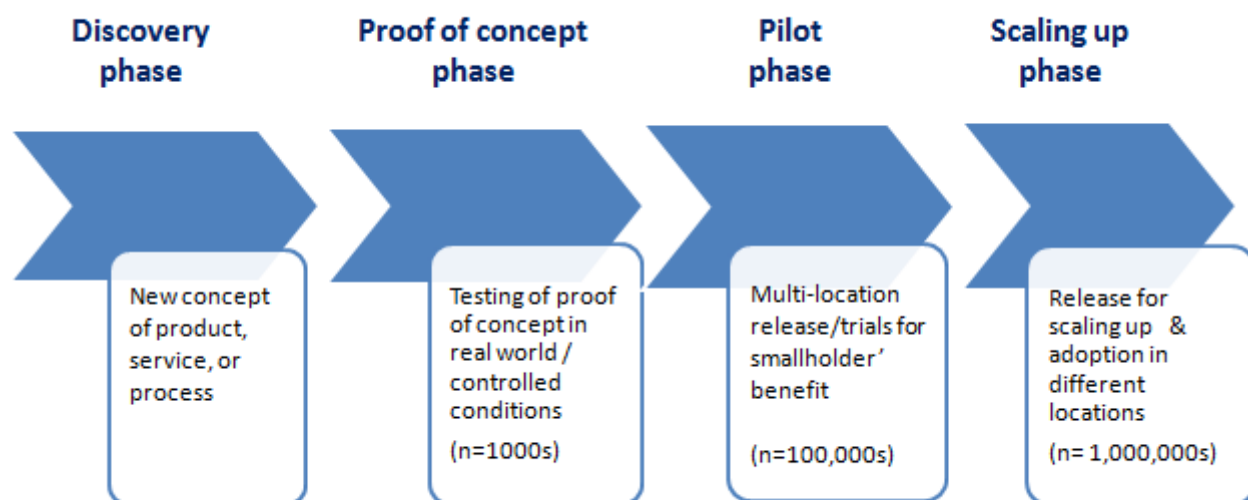 Discovery
phase
Proof of concept
phase
Pilot
phase
Scaling up
phase
New concept
of product,
service, or
process
Testing of proof
of concept in
real world /
controlled
conditions
(n=1000s)
Multi-location
release/trials for
smallholder’
benefit
(n=100,000s)
Release for
scaling up &
adoption in
different
locations
(n= 1,000,000s)